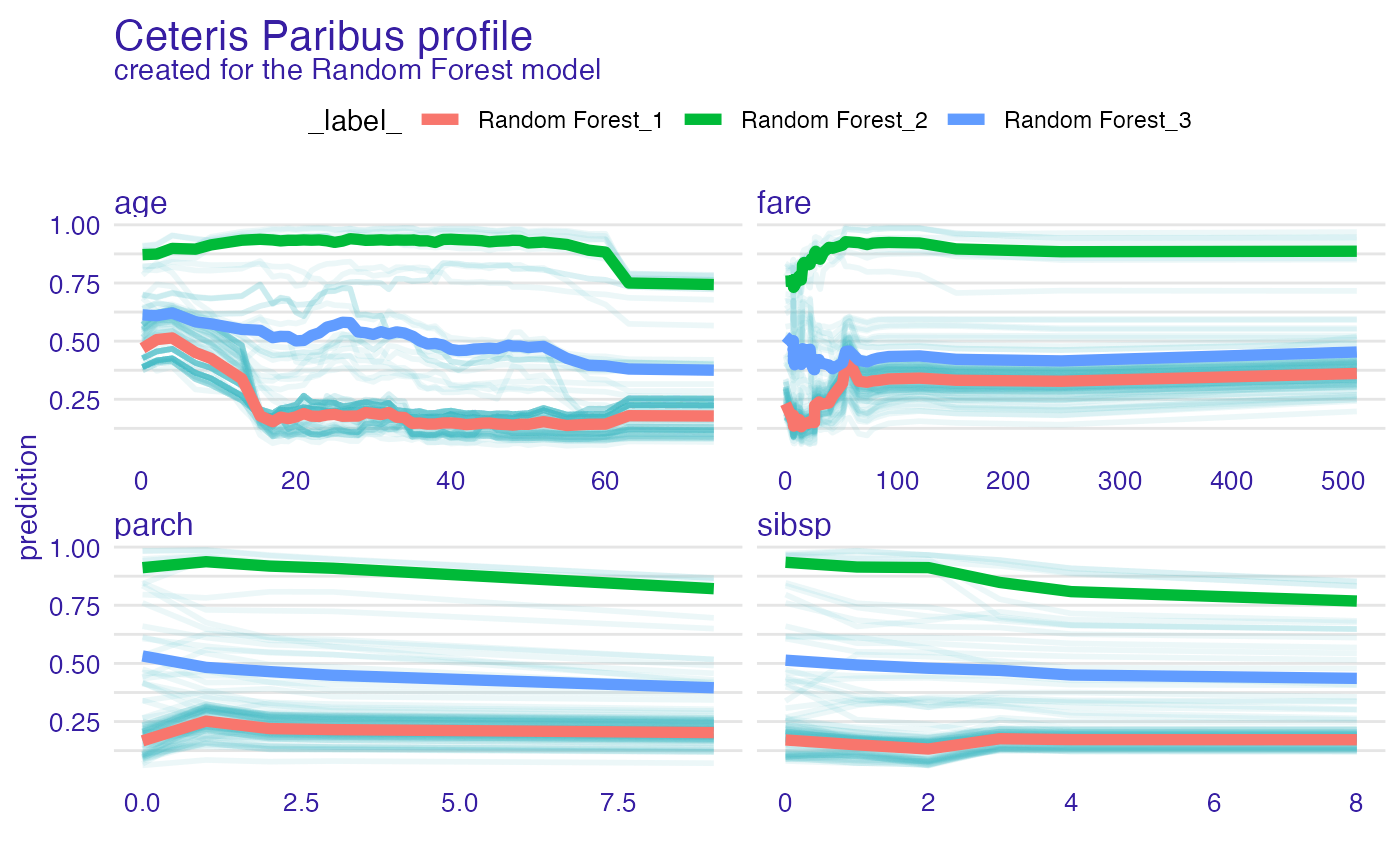 Ceteris Paribus profile
created for the Random Forest model
_label_ Random Forest_1 Random Forest_2 Random Forest_3
age fare
1.00
0.75
0.50
0.25
0 20 40 60 0 100 200 300 400 500
prediction
parch sibsp
1.00
0.75
0.50
0.25
0.0 2.5 5.0 7.5 0 2 4 6 8